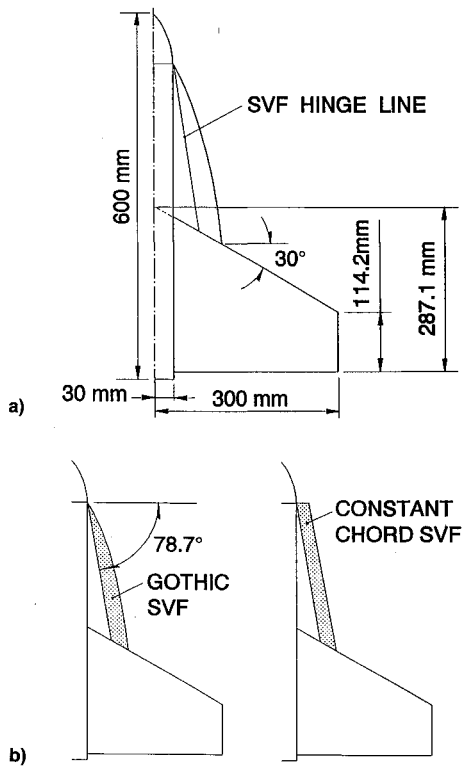 SVF HINGE LINE
600 mm
30°
114.2mm
287.1 mm
30 mm
300 mm
a)
78.7°
GOTHIC
SVF
CONSTANT
CHORD SVF
b)